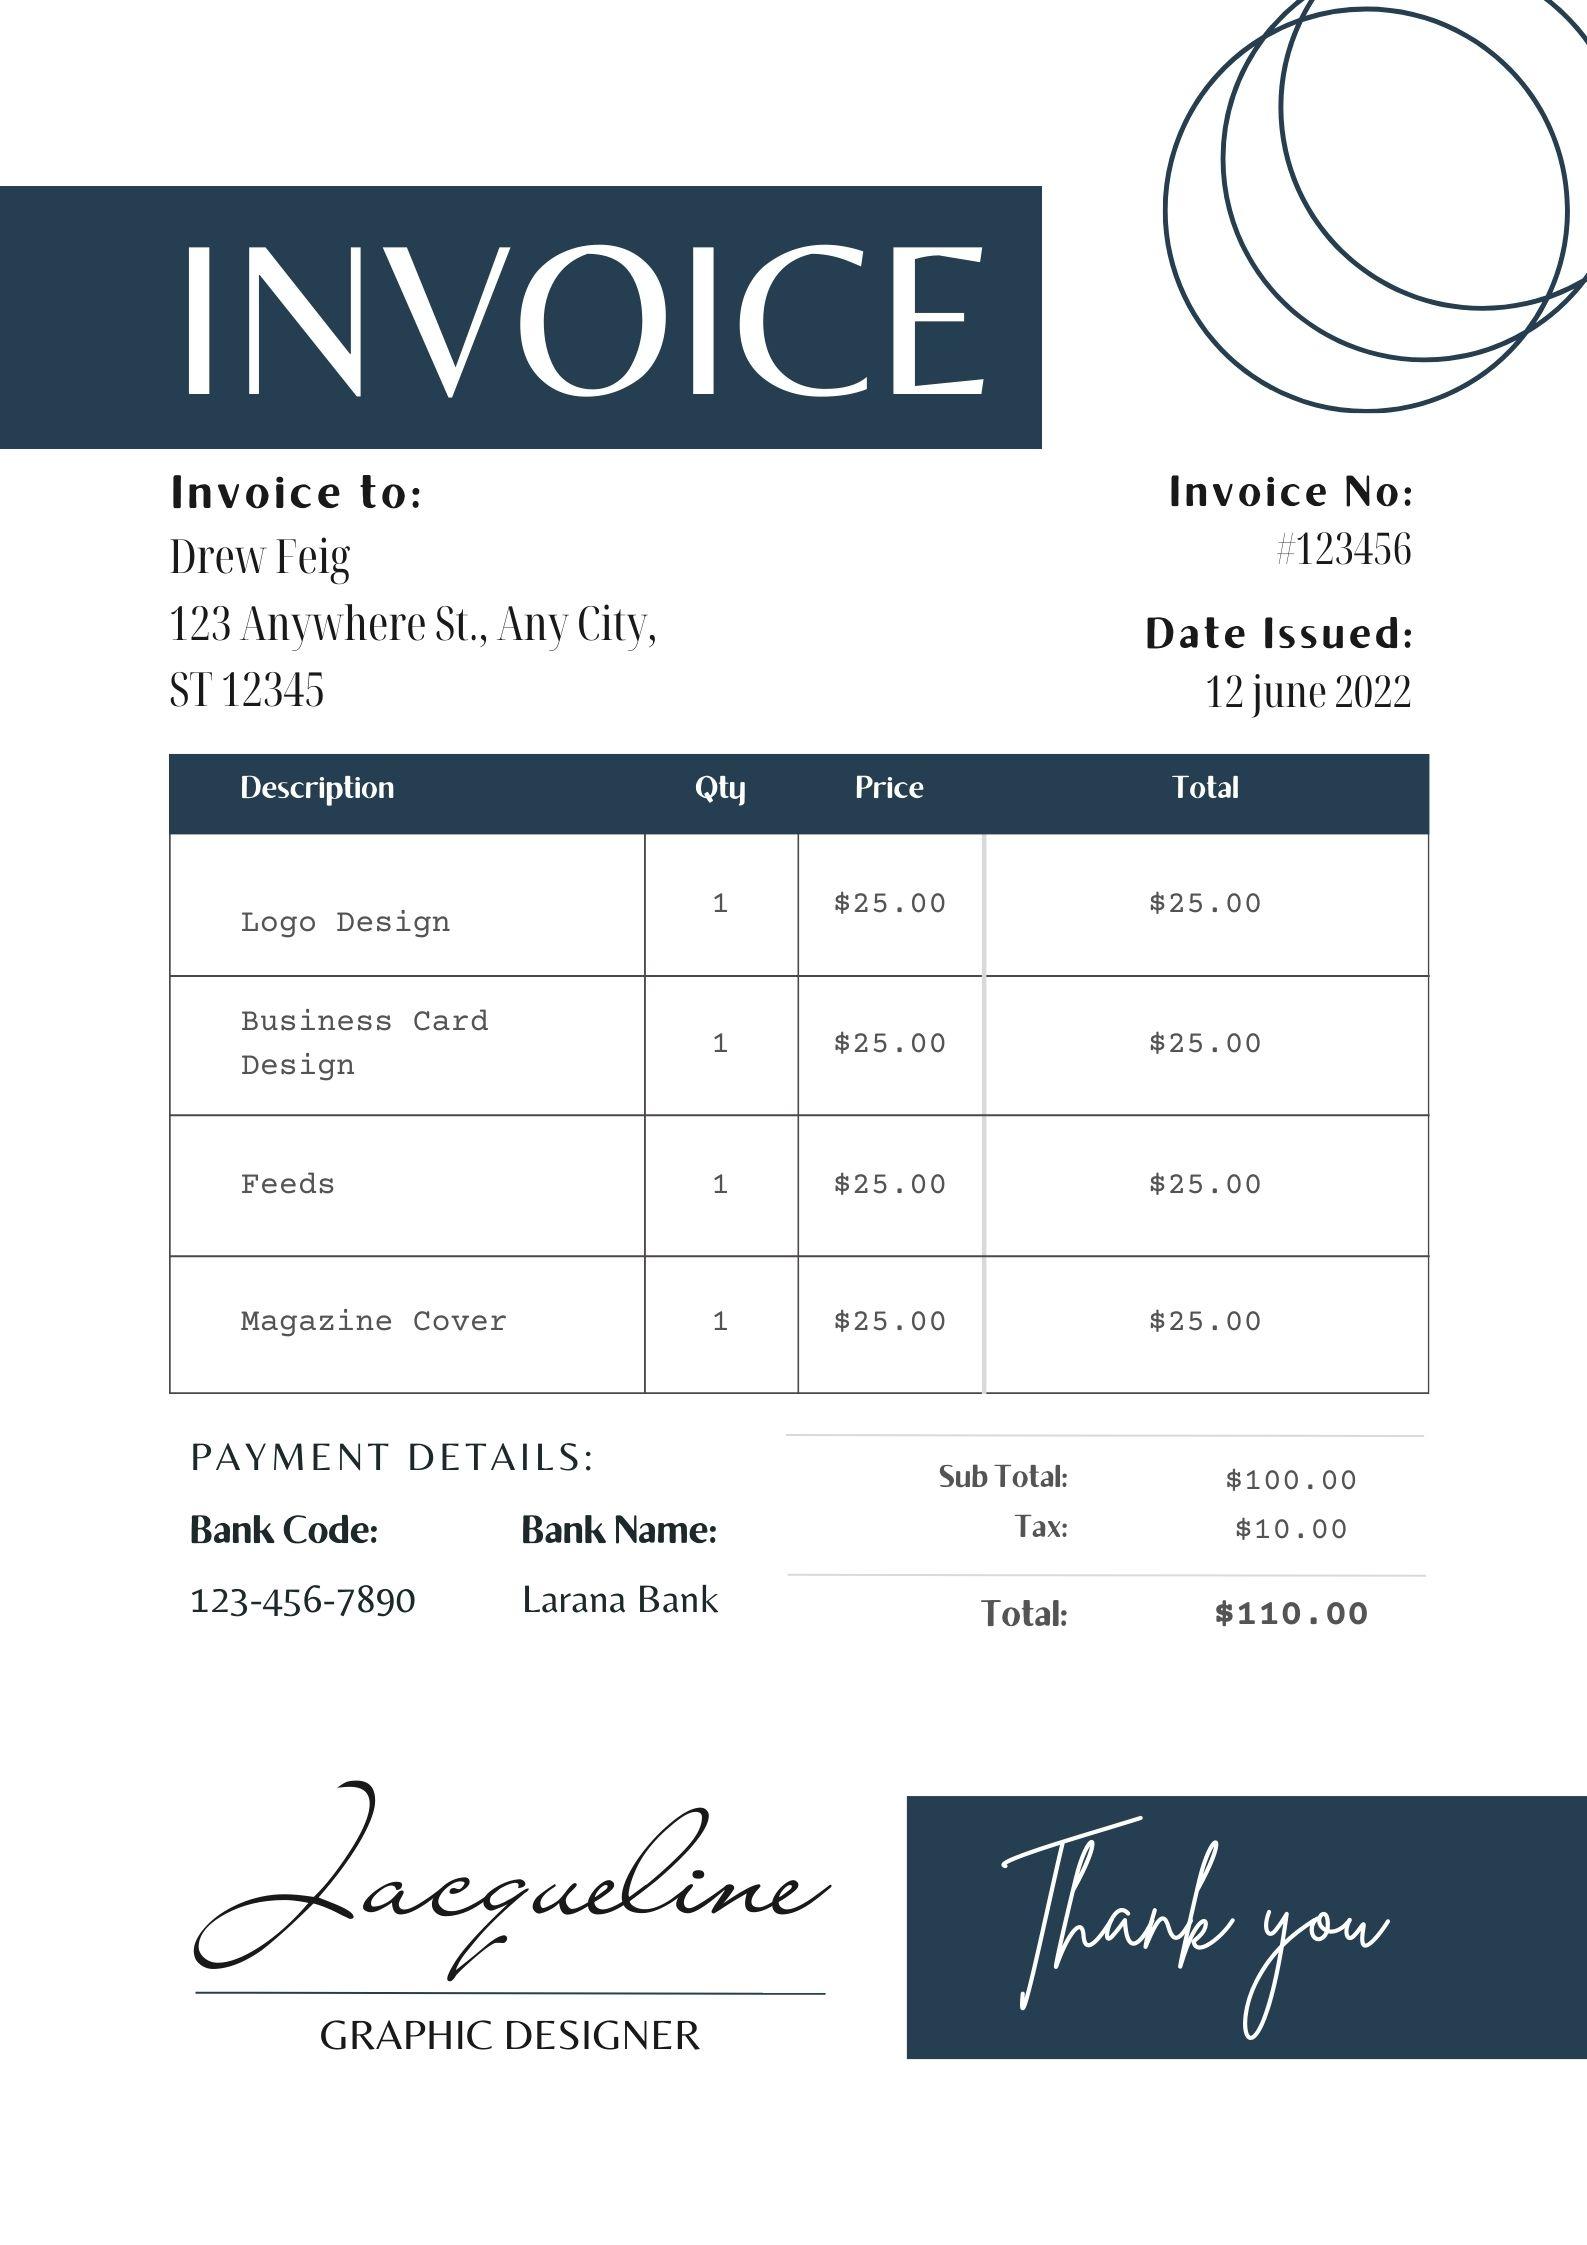 INVOICE
Invoice to:
Drew Feig
123 Anywhere St., Any City,
ST 12345
Invoice No:
#123456
Date Issued:
12 june 2022
Description Qty Price Total
Logo Design 1 $25.00 $25.00
Business Card
Design 1 $25.00 $25.00
Feeds 1 $25.00 $25.00
Magazine Cover 1 $25.00 $25.00
PAYMENT DETAILS:
Bank Code: Bank Name:
123-456-7890 Larana Bank
Sub Total: $100.00
Tax: $10.00
Total: $110.00
Jacqueline
GRAPHIC DESIGNER
Thank you